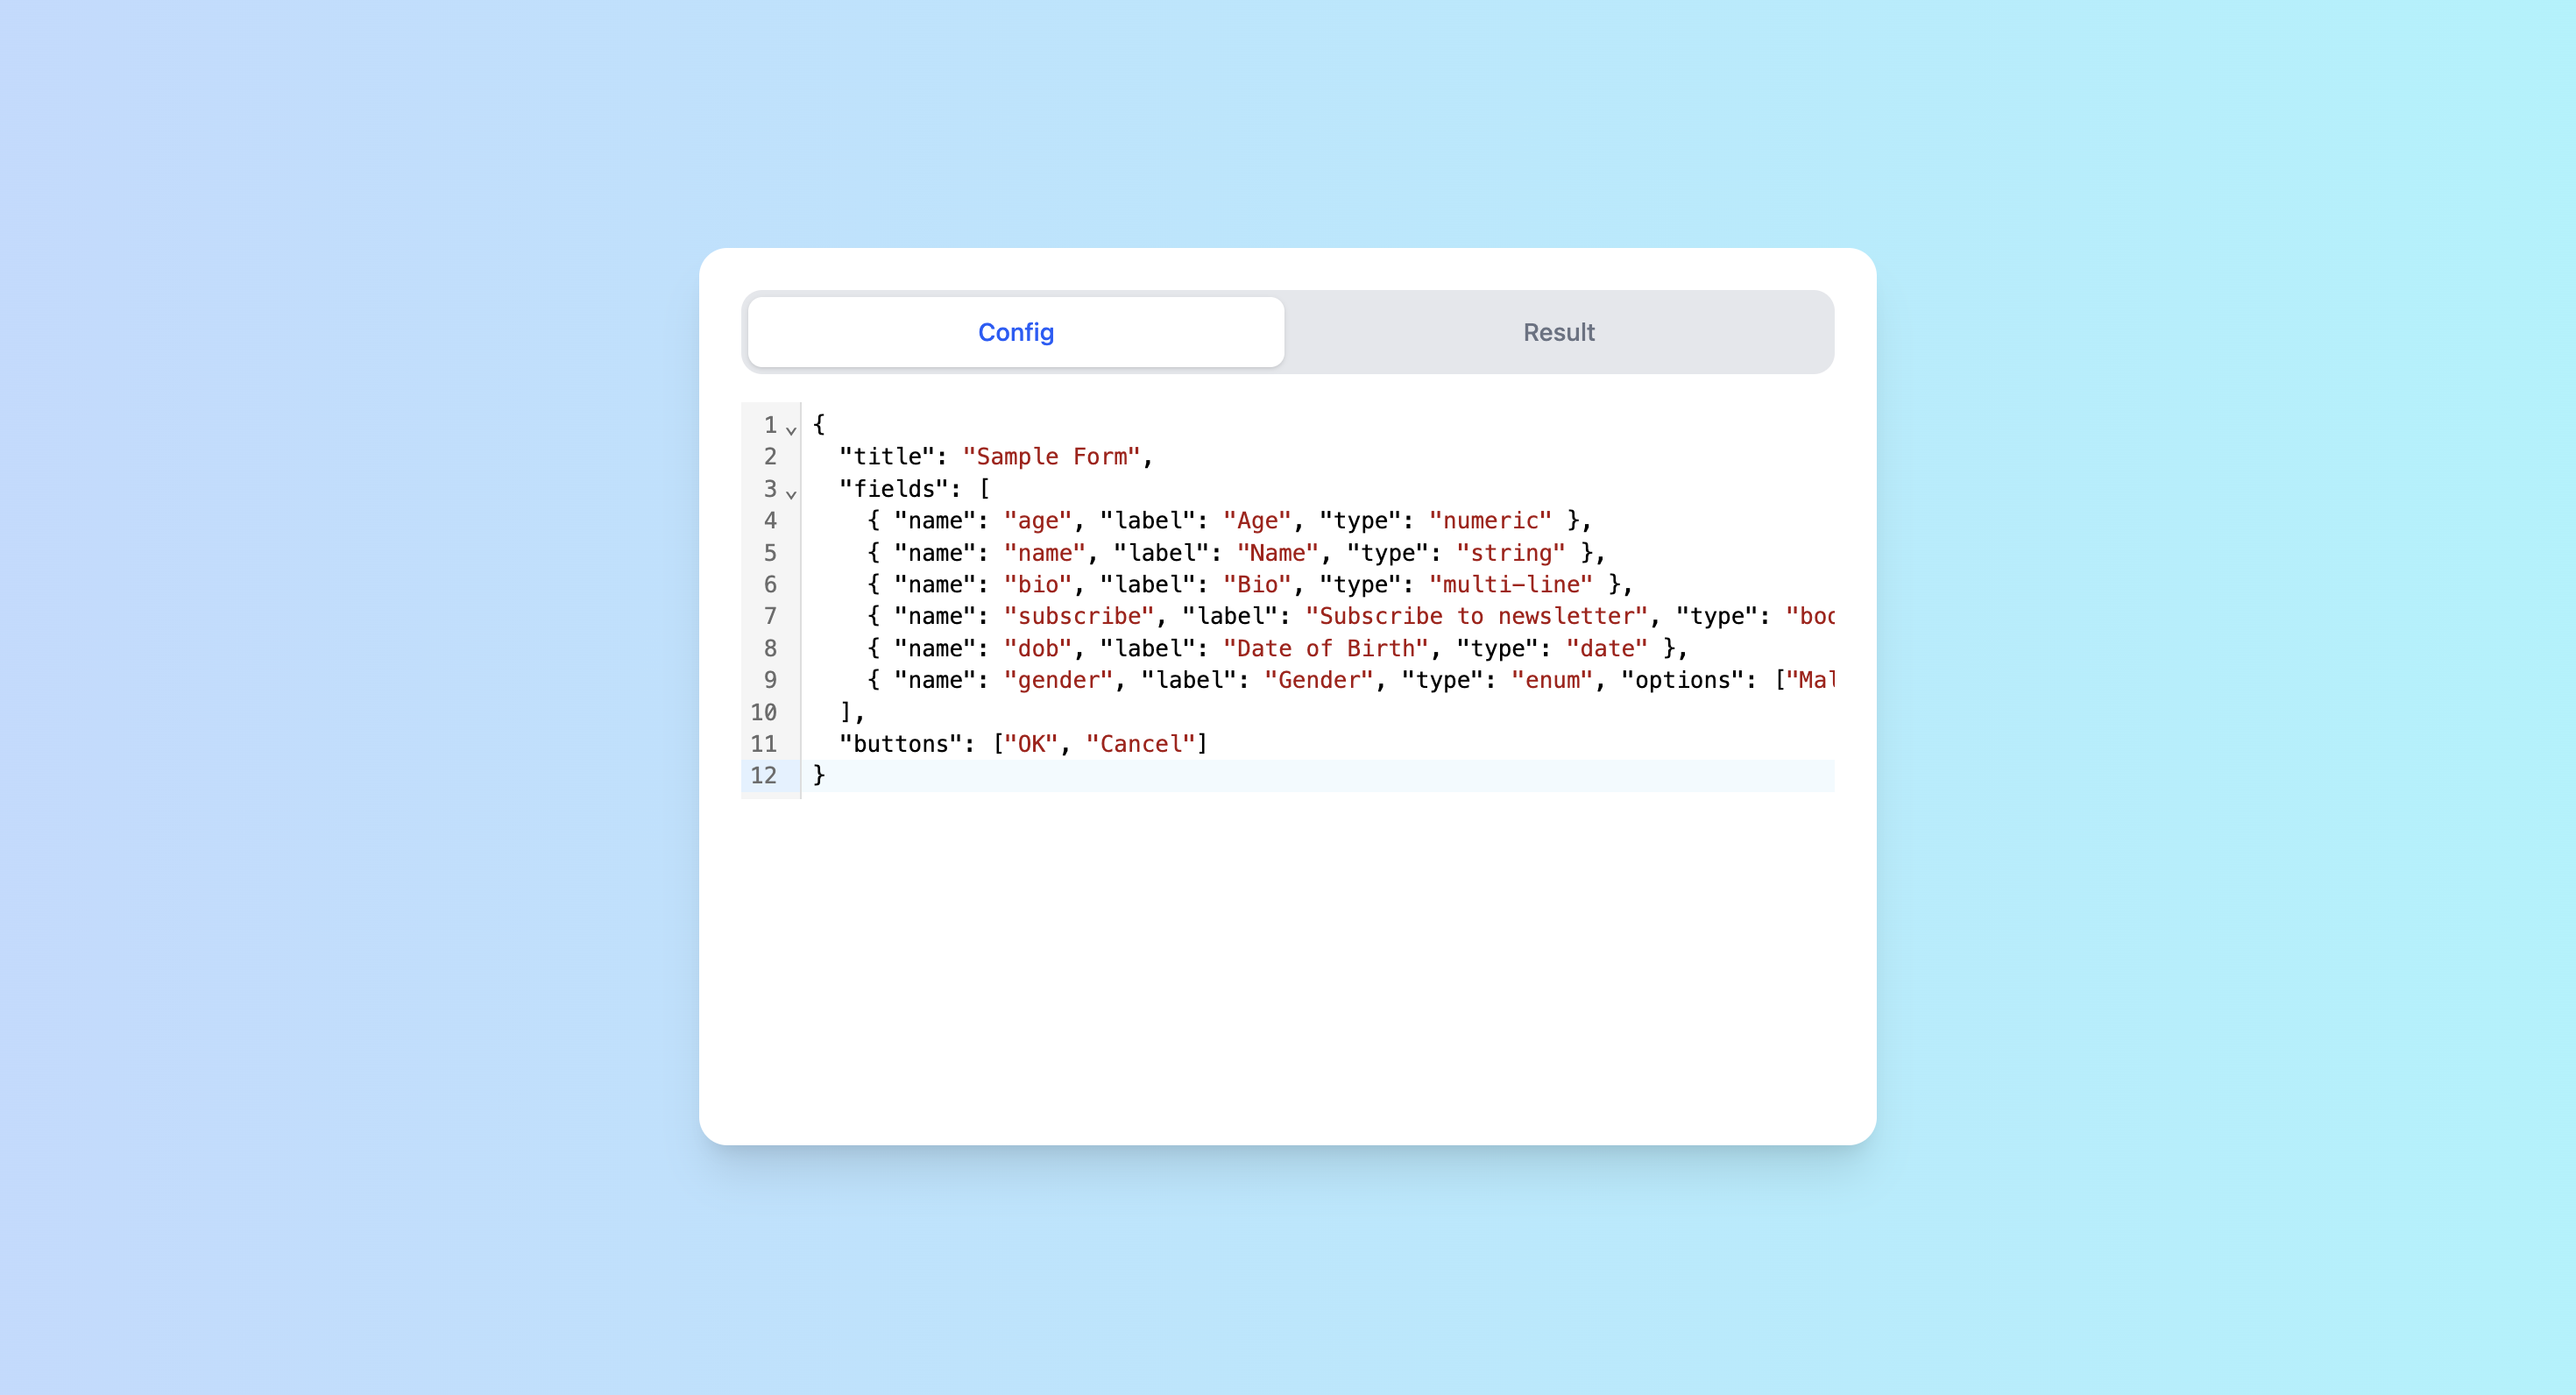 Config
Result
1 {
2 "title": "Sample Form",
3 "fields": [
4 { "name": "age", "label": "Age", "type": "numeric" },
5 { "name": "name", "label": "Name", "type": "string" },
6 { "name": "bio", "label": "Bio", "type": "multi-line" },
7 { "name": "subscribe", "label": "Subscribe to newsletter", "type":
8 { "name": "dob", "label": "Date of Birth", "type": "date" },
9 { "name": "gender", "label": "Gender", "type": "enum", "options": ["Mal
10 ],
11 "buttons": ["OK", "Cancel"]
12 }